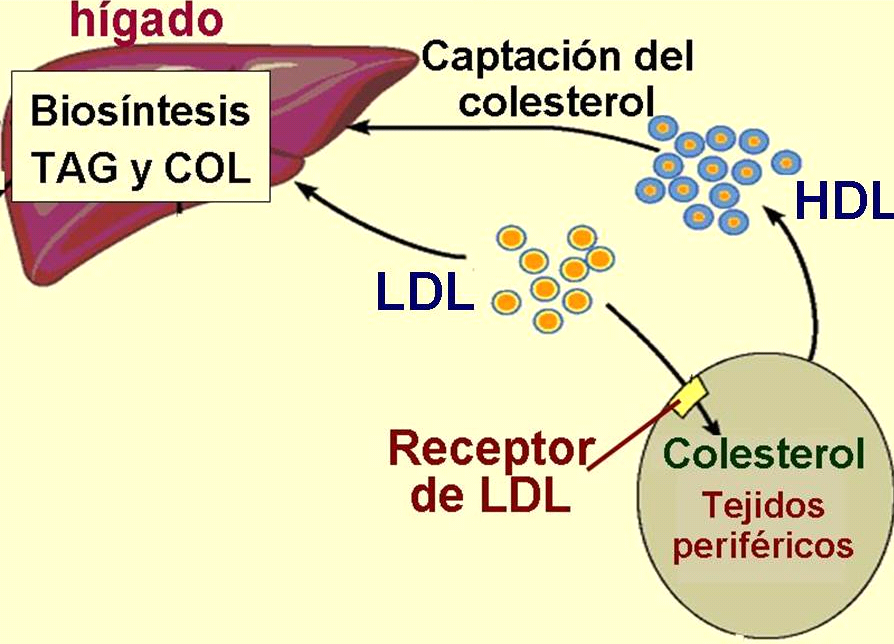 hígado
Captación del
colesterol
Biosíntesis
TAG y COL
HDL
LDL
Receptor
de LDL
Colesterol
Tejidos
periféricos